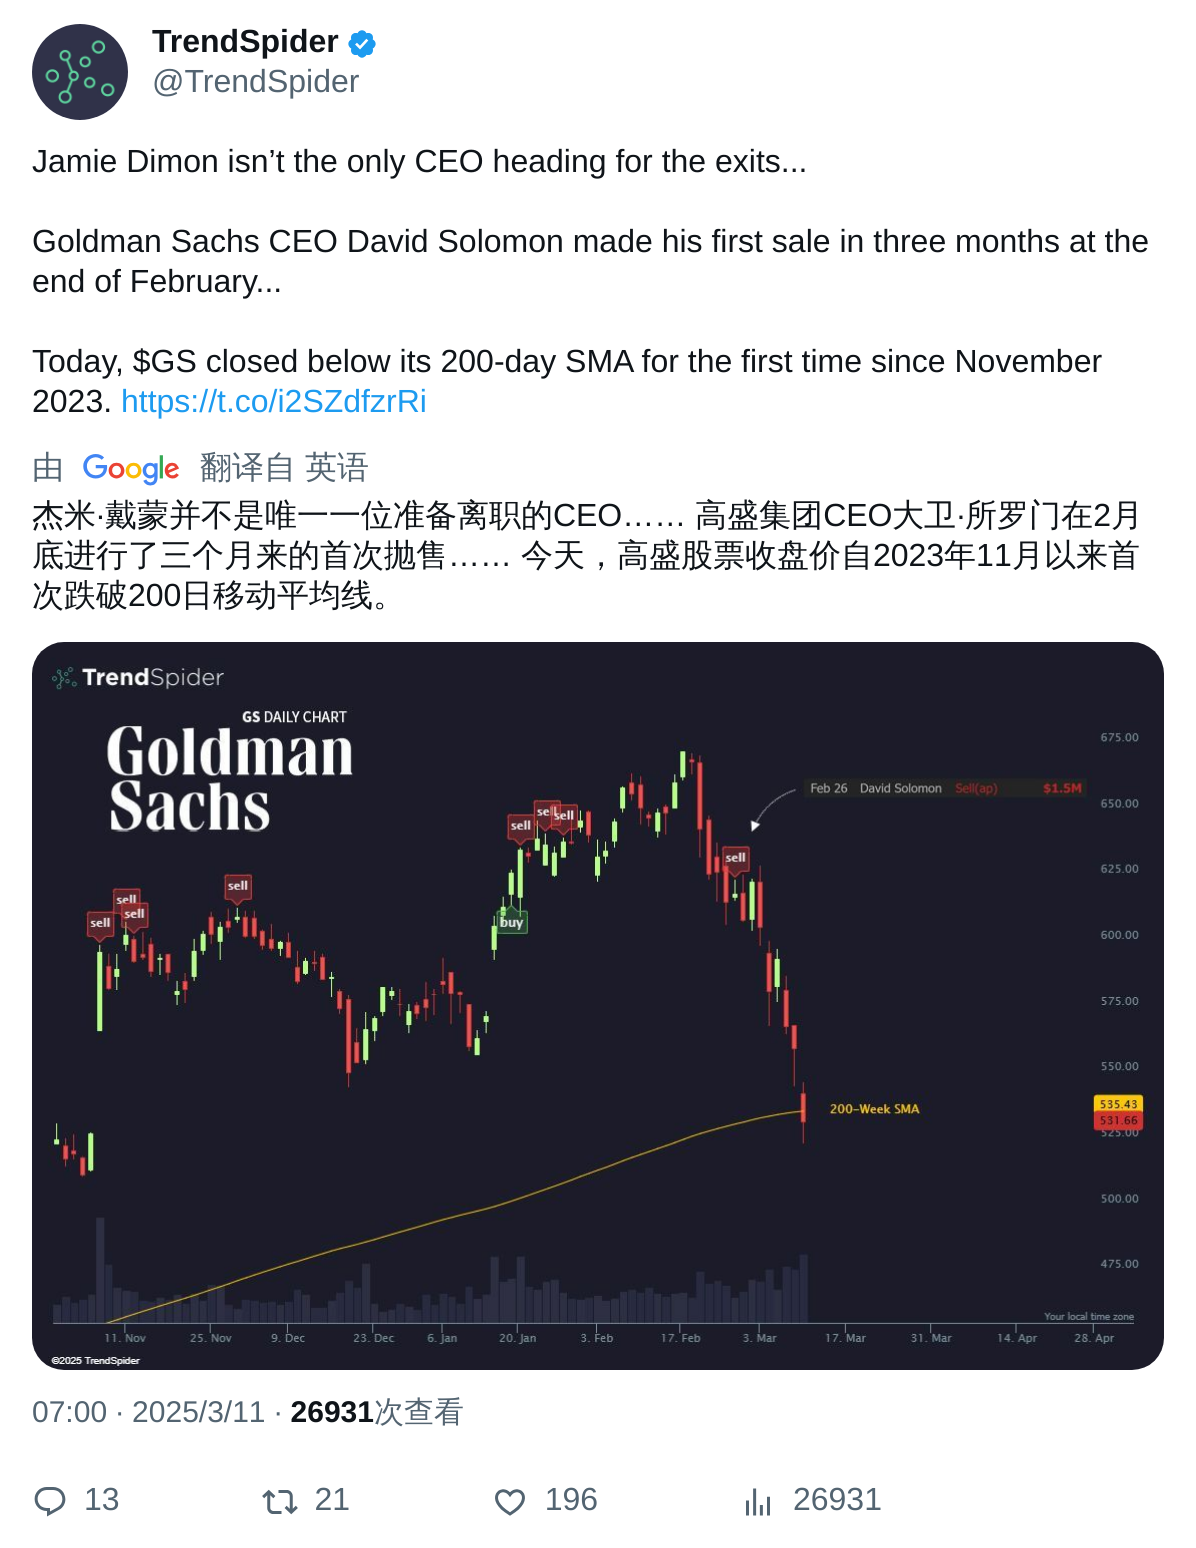 TrendSpider
@TrendSpider
Jamie Dimon isn’t the only CEO heading for the exits...
Goldman Sachs CEO David Solomon made his first sale in three months at the
end of February...
Today, $GS closed below its 200-day SMA for the first time since November
2023. https://t.co/i2SZdfzrRi
由 Google 翻译自 英语
杰米·戴蒙并不是唯一一位准备离职的CEO…… 高盛集团CEO大卫·所罗门在2月
底进行了三个月来的首次抛售…… 今天，高盛股票收盘价自2023年11月以来首
次跌破200日移动平均线。
TrendSpider
GS DAILY CHART
Goldman
Sachs
675.00
Feb 26 David Solomon Sell(ap) $1.5M
650.00
sell
sell
sell
sell
625.00
sell
sell
sell
sell
buy
600.00
575.00
550.00
200-Week SMA
535.43
531.66
525.00
500.00
475.00
Your local time zone
11. Nov 25. Nov 9. Dec 23. Dec 6. Jan 20. Jan 3. Feb 17. Feb 3. Mar 17. Mar 31. Mar 14. Apr 28. Apr
©2025 TrendSpider
07:00 · 2025/3/11 · 26931次查看
13 21 196 26931